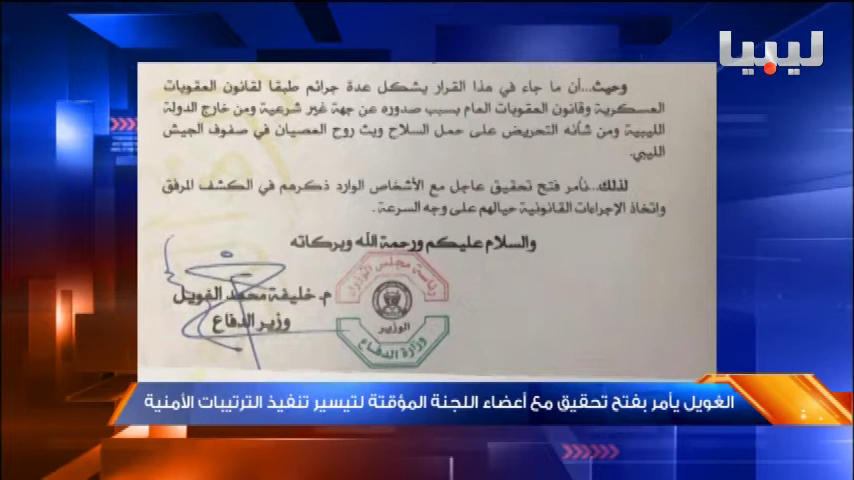 ليبيا
وحيث...أن ما جاء في هذا القرار يشكل عدة جرائم طبقا لقانون العقوبات
العسكرية وقانون العقوبات العام بسبب صدوره عن جهة غير شرعية ومن خارج الدولة
الليبية ومن شأنه التحريض على حمل السلاح وبث روح العصيان في صفوف الجيش
الليبي.
لذلك...نأمر فتح تحقيق عاجل مع الأشخاص الوارد ذكرهم في الكشف المرفق
واتخاذ الإجراءات القانونية حيالهم على وجه السرعة.
والسلام عليكم ورحمة الله وبركاته
رئاسة مجلس الوزراء
م. خليفة محمد الغويل
وزير الدفاع
الوزير
وزارة الدفاع
الغويل يأمر بفتح تحقيق مع أعضاء اللجنة المؤقتة لتيسير تنفيذ الترتيبات الأمنية